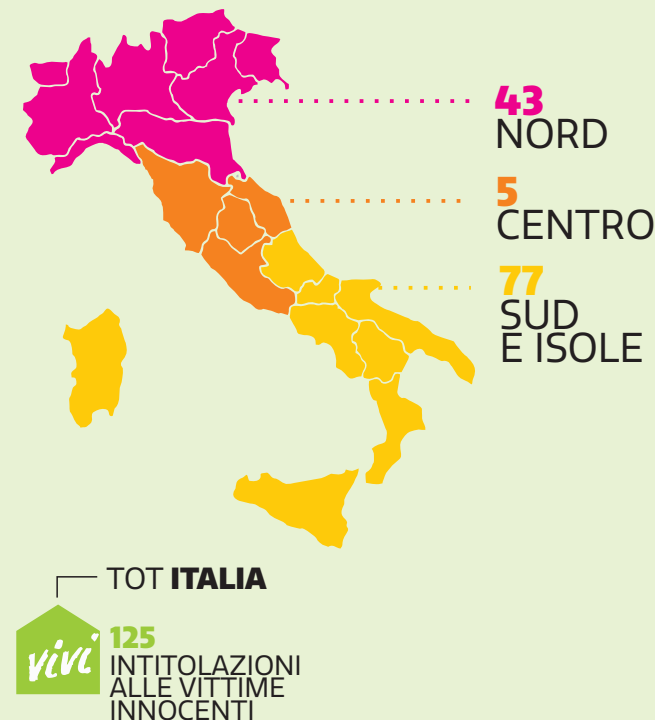 43
NORD
5
CENTRO
77
SUD
E ISOLE
TOT ITALIA
vivi
125
INTITOLAZIONI
ALLE VITTIME
INNOCENTI